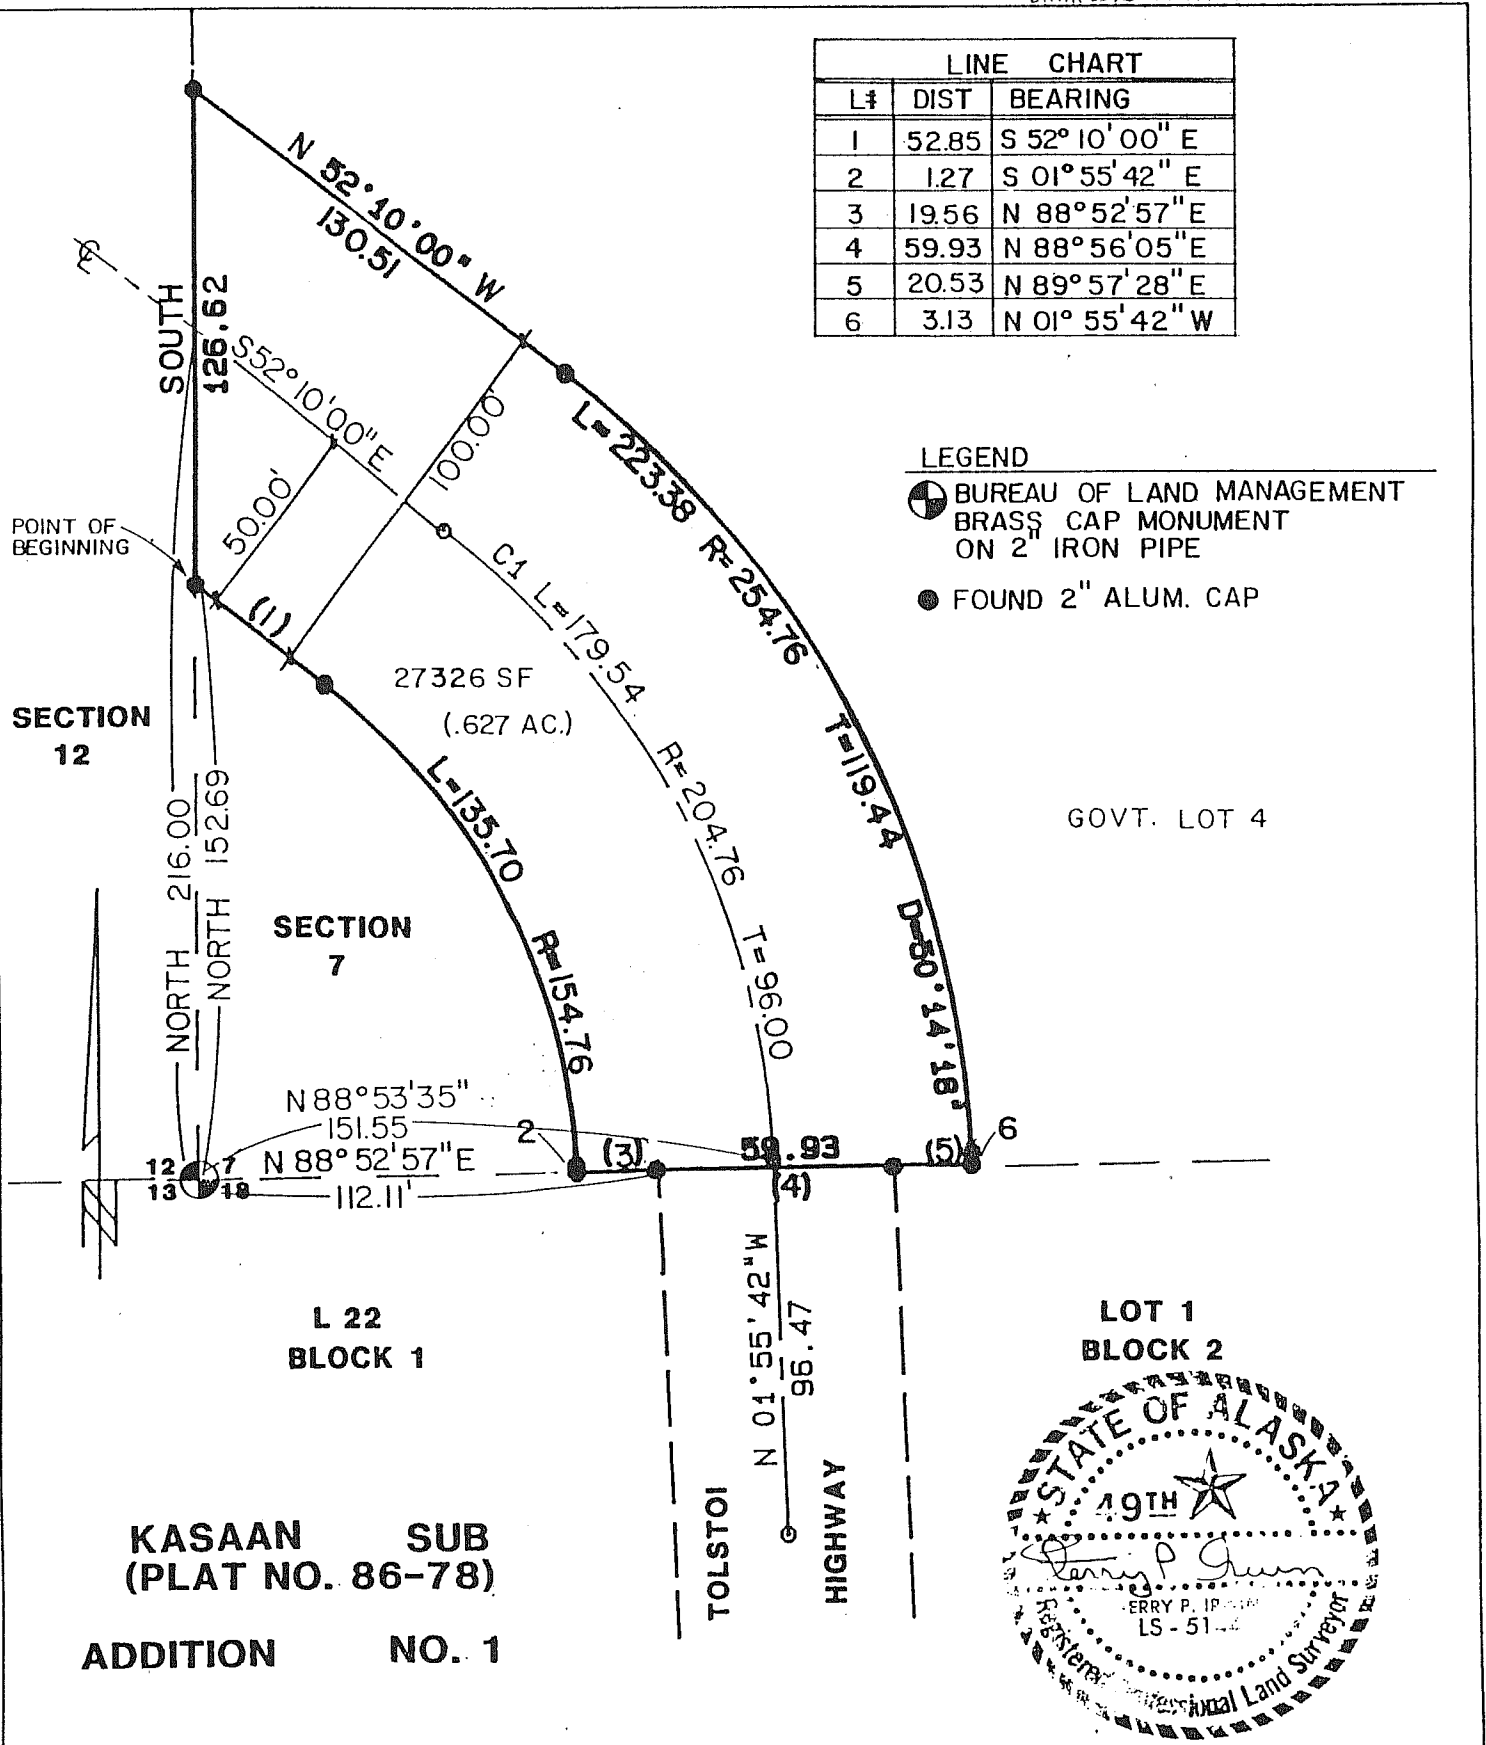 LINE CHART
L# DIST BEARING
1 52.85 S 52° 10' 00" E
2 1.27 S 01° 55' 42" E
3 19.56 N 88° 52' 57" E
4 59.93 N 88° 56' 05" E
5 20.53 N 89° 57' 28" E
6 3.13 N 01° 55' 42" W
LEGEND
BUREAU OF LAND MANAGEMENT
BRASS CAP MONUMENT
ON 2" IRON PIPE
FOUND 2" ALUM. CAP
N 52°10'00" W
130.51
SOUTH
126.62
℄
S52°10'00"E
50.00'
100.00'
POINT OF
BEGINNING
(1)
L=223.38 R=254.76 T=119.44 D=50°14'18"
C1 L=179.54 R=204.76 T=96.00
27326 SF
(.627 AC.)
L=135.70 R=154.76
SECTION
12
NORTH 216.00
NORTH 152.69
SECTION
7
GOVT. LOT 4
N 88°53'35"
151.55
N 88° 52' 57" E
112.11'
2
(3)
59.93
(4)
(5)
6
12 7
13 18
N 01°55'42"W
96.47
L 22
BLOCK 1
LOT 1
BLOCK 2
TOLSTOI
HIGHWAY
KASAAN SUB
(PLAT NO. 86-78)
ADDITION NO. 1
STATE OF ALASKA
49TH
LS - 51
Registered Professional Land Surveyor